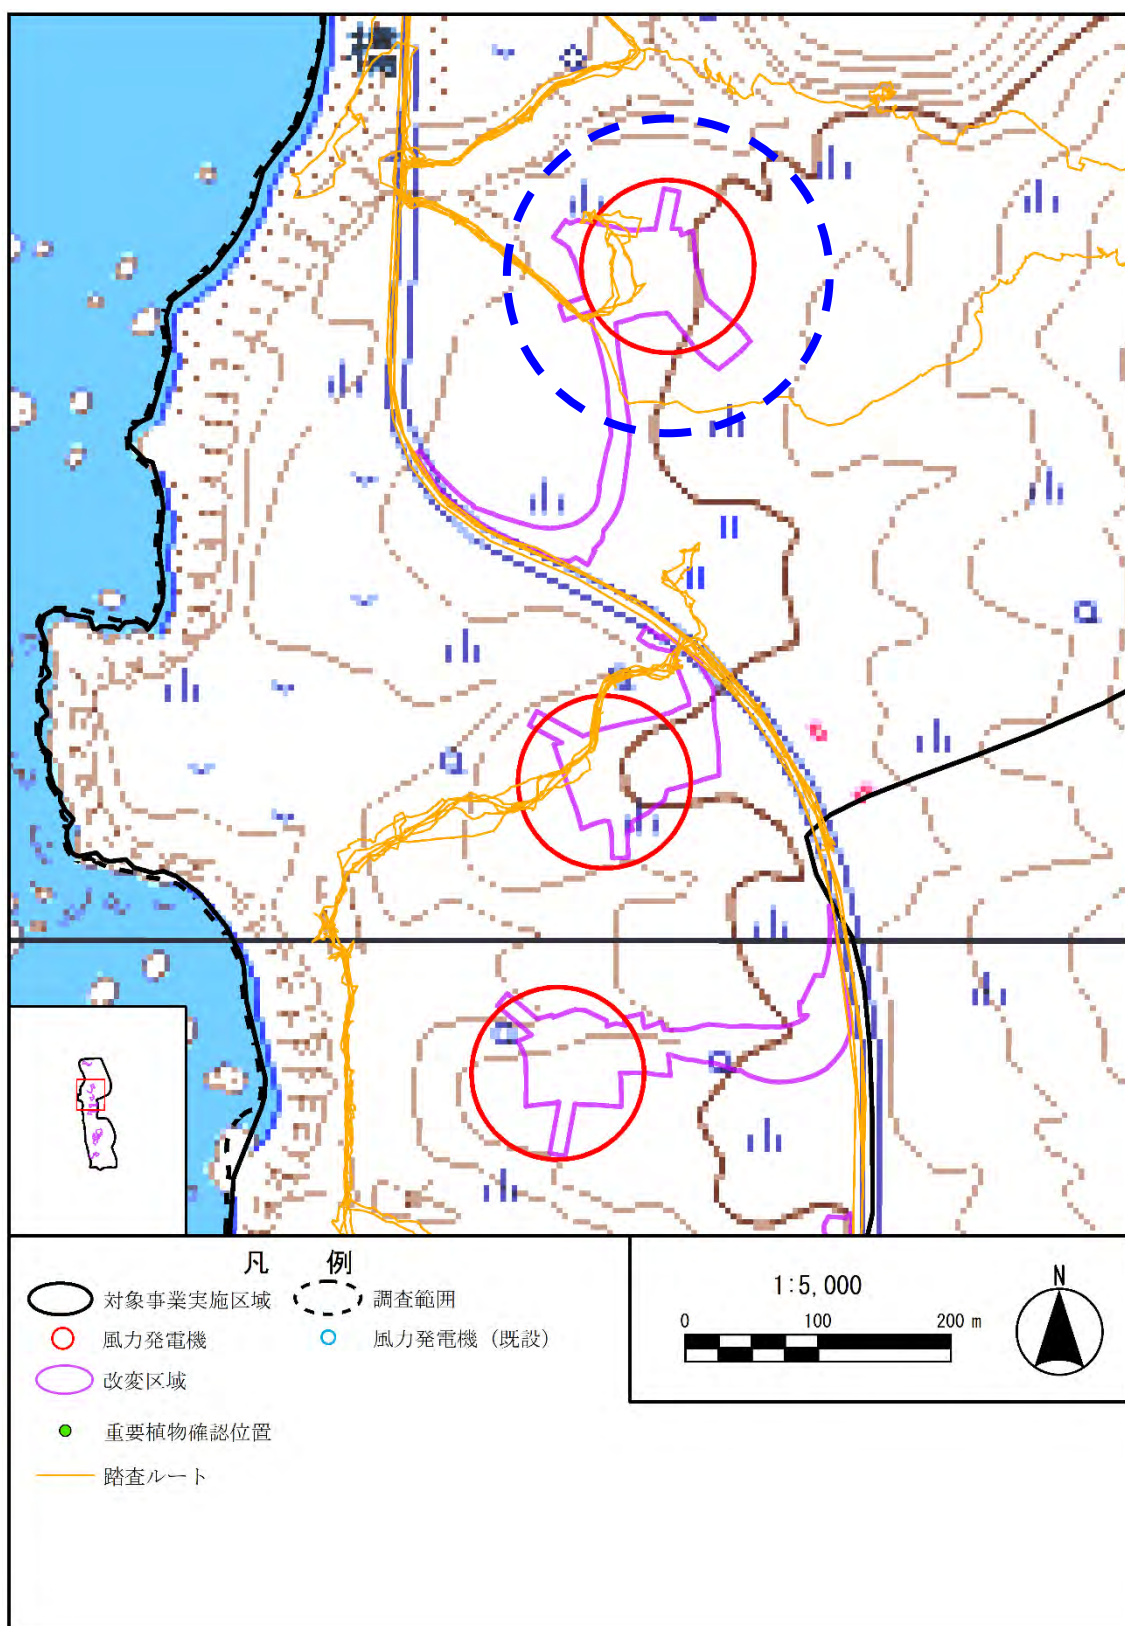 凡 例
対象事業実施区域 調査範囲
風力発電機 風力発電機（既設）
改変区域
重要植物確認位置
踏査ルート
1:5,000
0 100 200 m
N